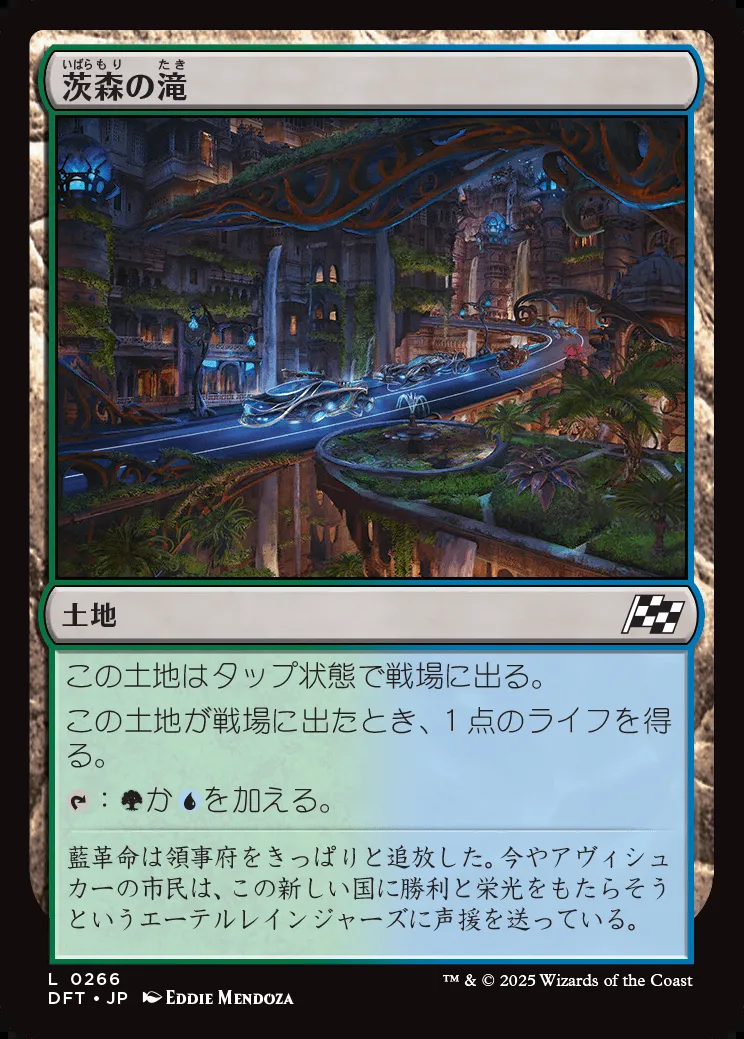 いばらもり たき
茨森の滝
土地
この土地はタップ状態で戦場に出る。
この土地が戦場に出たとき、1点のライフを得
る。
：か を加える。
藍革命は領事府をきっぱりと追放した。今やアヴィシュ
カーの市民は、この新しい国に勝利と栄光をもたらそう
というエーテルレインジャーズに声援を送っている。
L 0266
DFT • JP Eddie Mendoza
™ & © 2025 Wizards of the Coast